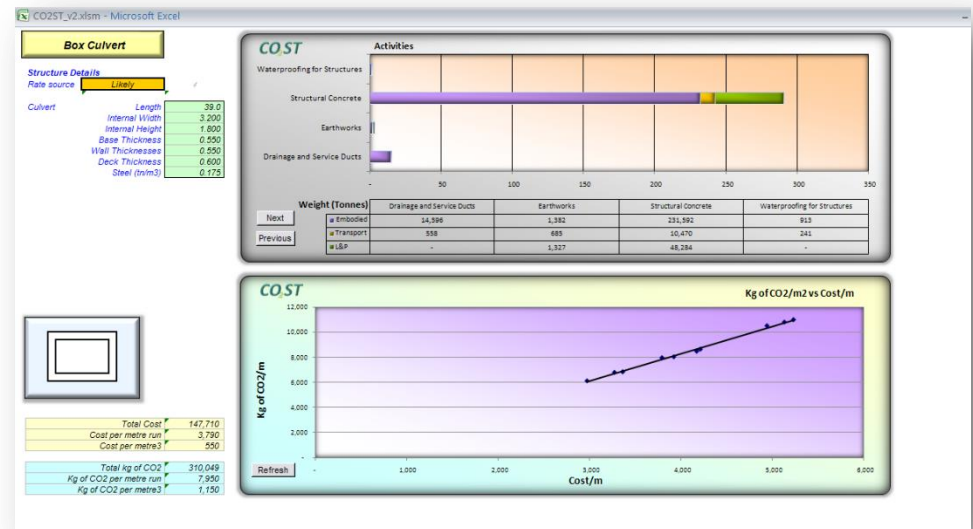 CO2ST_v2.xlsm - Microsoft Excel
Box Culvert
Structure Details
Rate source Likely
Culvert Length 39.0
Internal Width 3.200
Internal Height 1.800
Base Thickness 0.550
Wall Thicknesses 0.550
Deck Thickness 0.600
Steel (tn/m3) 0.175
Total Cost 147,710
Cost per metre run 3,790
Cost per metre3 550
Total kg of CO2 310,049
Kg of CO2 per metre run 7,950
Kg of CO2 per metre3 1,150
CO2ST Activities
Waterproofing for Structures
Structural Concrete
Earthworks
Drainage and Service Ducts
- 50 100 150 200 250 300 350
Weight (Tonnes) Drainage and Service Ducts Earthworks Structural Concrete Waterproofing for Structures
Next
Previous
Embodied 14,596 1,382 231,592 913
Transport 558 685 10,470 241
L&P - 1,327 48,284 -
CO2ST Kg of CO2/m2 vs Cost/m
12,000
10,000
8,000
6,000
4,000
2,000
-
Kg of CO2/m
Refresh
- 1,000 2,000 3,000 4,000 5,000 6,000
Cost/m